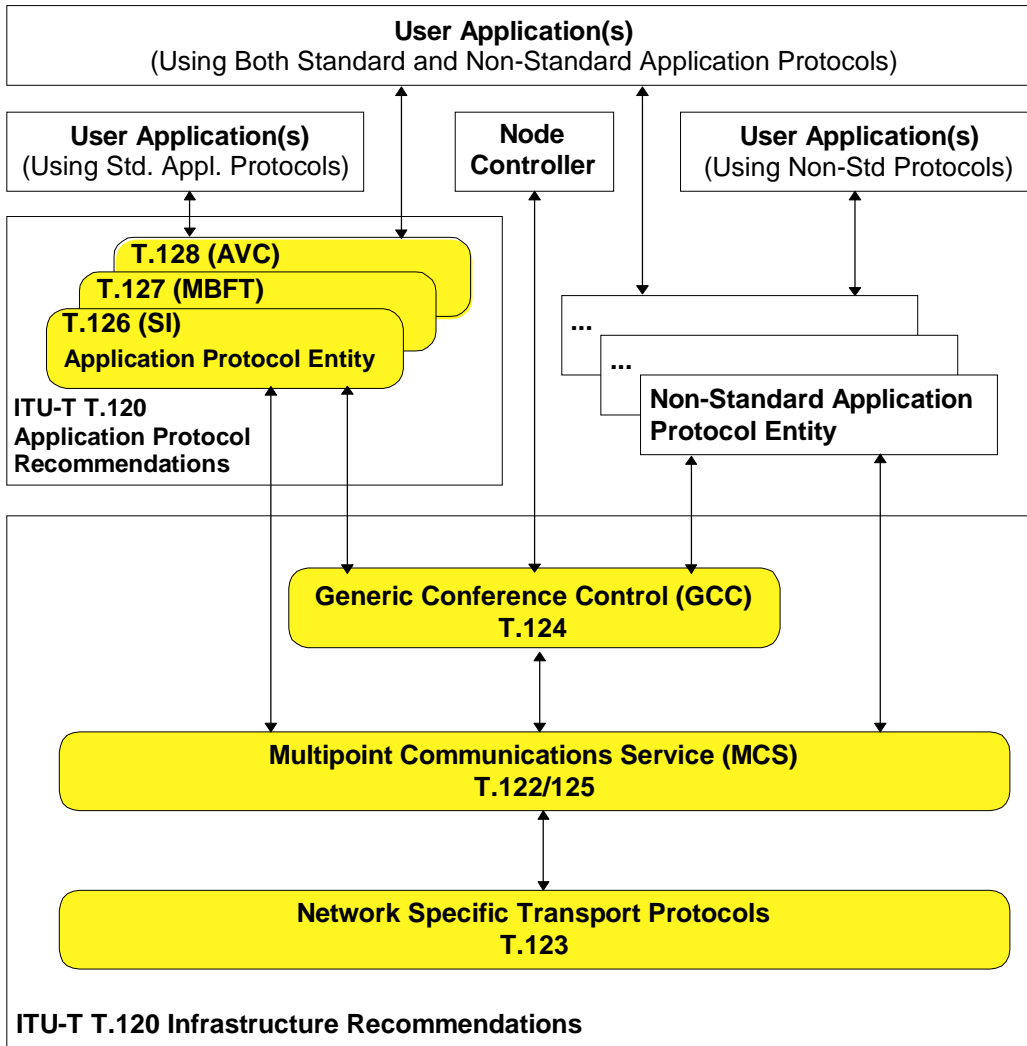 User Application(s)
(Using Both Standard and Non-Standard Application Protocols)
User Application(s)
(Using Std. Appl. Protocols)
Node
Controller
User Application(s)
(Using Non-Std Protocols)
T.128 (AVC)
T.127 (MBFT)
T.126 (SI)
Application Protocol Entity
ITU-T T.120
Application Protocol
Recommendations
...
...
Non-Standard Application
Protocol Entity
Generic Conference Control (GCC)
T.124
Multipoint Communications Service (MCS)
T.122/125
Network Specific Transport Protocols
T.123
ITU-T T.120 Infrastructure Recommendations